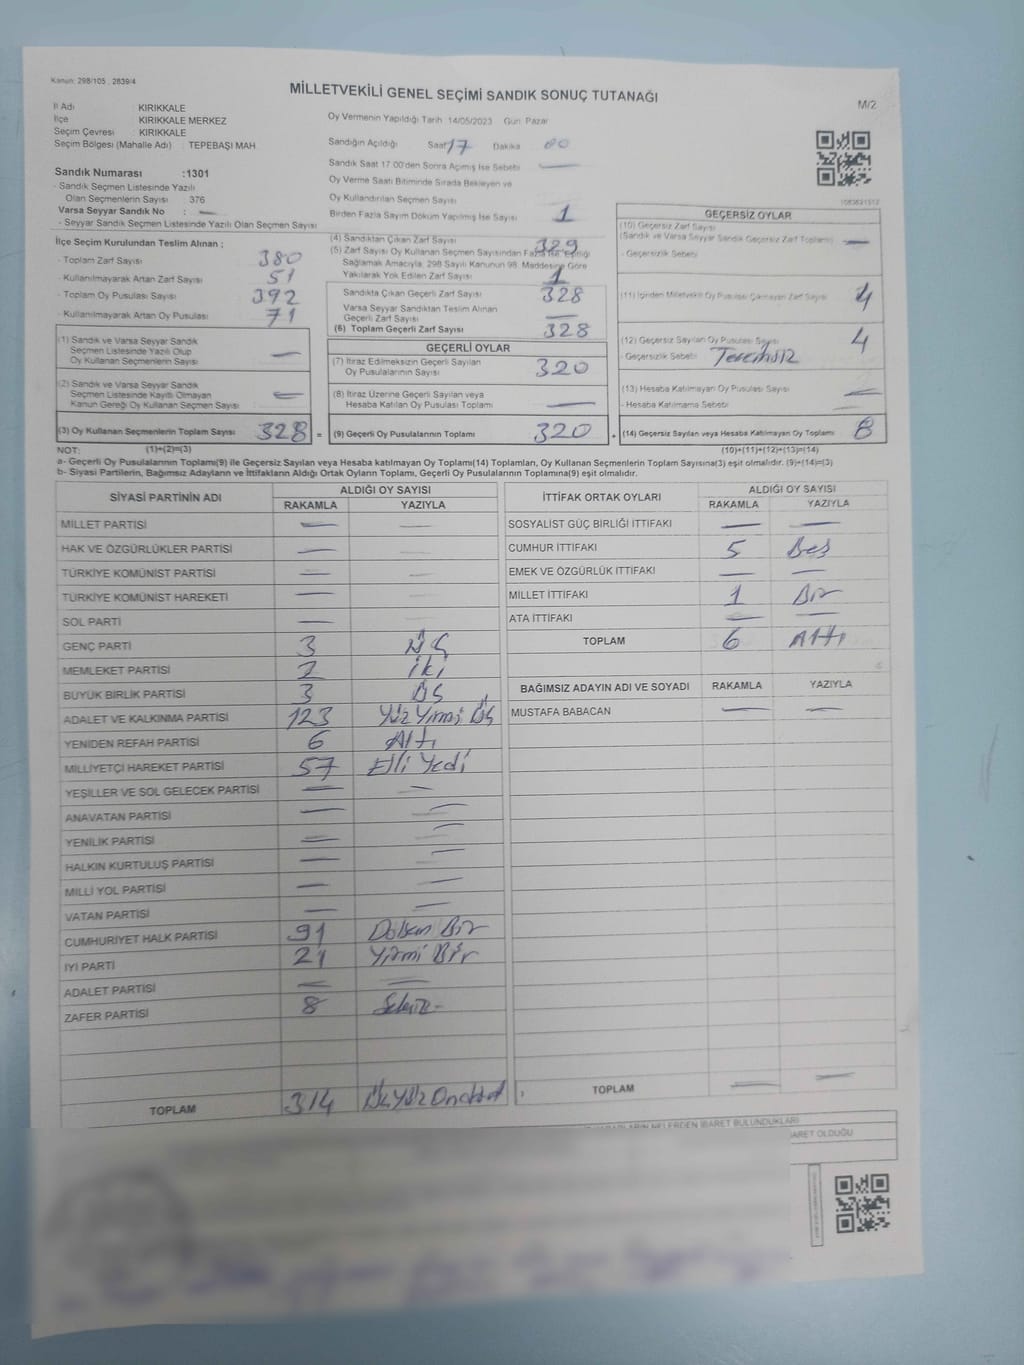 Kanun: 298/105 , 2839/4
MİLLETVEKİLİ GENEL SEÇİMİ SANDIK SONUÇ TUTANAĞI
M/2
İl Adı : KIRIKKALE
İlçe : KIRIKKALE MERKEZ
Seçim Çevresi : KIRIKKALE
Seçim Bölgesi (Mahalle Adı) : TEPEBAŞI MAH.
Sandık Numarası :1301
- Sandık Seçmen Listesinde Yazılı
Olan Seçmenlerin Sayısı : 376
Varsa Seyyar Sandık No : —
- Seyyar Sandık Seçmen Listesinde Yazılı Olan Seçmen Sayısı
Oy Vermenin Yapıldığı Tarih : 14/05/2023 Gün: Pazar
Sandığın Açıldığı Saat 17 Dakika 00
Sandık Saat 17.00'den Sonra Açılmış İse Sebebi —
Oy Verme Saati Bitiminde Sırada Bekleyen ve
Oy Kullandırılan Seçmen Sayısı
Birden Fazla Sayım Döküm Yapılmış İse Sayısı 1
1083821512
İlçe Seçim Kurulundan Teslim Alınan ;
- Toplam Zarf Sayısı 380
- Kullanılmayarak Artan Zarf Sayısı 51
- Toplam Oy Pusulası Sayısı 392
- Kullanılmayarak Artan Oy Pusulası 71
(1) Sandık ve Varsa Seyyar Sandık
Seçmen Listesinde Yazılı Olup
Oy Kullanan Seçmenlerin Sayısı —
(2) Sandık ve Varsa Seyyar Sandık
Seçmen Listesinde Kayıtlı Olmayan
Kanun Gereği Oy Kullanan Seçmen Sayısı —
(3) Oy Kullanan Seçmenlerin Toplam Sayısı 328 =
(4) Sandıktan Çıkan Zarf Sayısı 329
(5) Zarf Sayısı Oy Kullanan Seçmen Sayısından Fazla İse, Eşitliği
Sağlamak Amacıyla, 298 Sayılı Kanunun 98. Maddesine Göre
Yakılarak Yok Edilen Zarf Sayısı 1
Sandıkta Çıkan Geçerli Zarf Sayısı 328
Varsa Seyyar Sandıktan Teslim Alınan
Geçerli Zarf Sayısı —
(6) Toplam Geçerli Zarf Sayısı 328
GEÇERLİ OYLAR
(7) İtiraz Edilmeksizin Geçerli Sayılan
Oy Pusulalarının Sayısı 320
(8) İtiraz Üzerine Geçerli Sayılan veya
Hesaba Katılan Oy Pusulası Toplamı —
(9) Geçerli Oy Pusulalarının Toplamı 320 +
GEÇERSİZ OYLAR
(10) Geçersiz Zarf Sayısı
(Sandık ve Varsa Seyyar Sandık Geçersiz Zarf Toplamı) —
- Geçersizlik Sebebi
(11) İçinden Milletvekili Oy Pusulası Çıkmayan Zarf Sayısı 4
(12) Geçersiz Sayılan Oy Pusulası Sayısı 4
- Geçersizlik Sebebi
(13) Hesaba Katılmayan Oy Pusulası Sayısı —
- Hesaba Katılmama Sebebi —
(14) Geçersiz Sayılan veya Hesaba Katılmayan Oy Toplamı 8
NOT: (1)+(2)=(3) (10)+(11)+(12)+(13)=(14)
a- Geçerli Oy Pusulalarının Toplamı(9) ile Geçersiz Sayılan veya Hesaba katılmayan Oy Toplamı(14) Toplamları, Oy Kullanan Seçmenlerin Toplam Sayısına(3) eşit olmalıdır. (9)+(14)=(3)
b- Siyasi Partilerin, Bağımsız Adayların ve İttifakların Aldığı Ortak Oyların Toplamı, Geçerli Oy Pusulalarının Toplamına(9) eşit olmalıdır.
SİYASİ PARTİNİN ADI ALDIĞI OY SAYISI
RAKAMLA YAZIYLA
MİLLET PARTİSİ — —
HAK VE ÖZGÜRLÜKLER PARTİSİ — —
TÜRKİYE KOMÜNİST PARTİSİ — —
TÜRKİYE KOMÜNİST HAREKETİ — —
SOL PARTİ — —
GENÇ PARTİ 3 Üç
MEMLEKET PARTİSİ 2 İki
BÜYÜK BİRLİK PARTİSİ 3 Üç
ADALET VE KALKINMA PARTİSİ 123 Yüz Yirmi Üç
YENİDEN REFAH PARTİSİ 6 Altı
MİLLİYETÇİ HAREKET PARTİSİ 57 Elli Yedi
YEŞİLLER VE SOL GELECEK PARTİSİ — —
ANAVATAN PARTİSİ — —
YENİLİK PARTİSİ — —
HALKIN KURTULUŞ PARTİSİ — —
MİLLİ YOL PARTİSİ — —
VATAN PARTİSİ — —
CUMHURİYET HALK PARTİSİ 91 Doksan Bir
İYİ PARTİ 21 Yirmi Bir
ADALET PARTİSİ — —
ZAFER PARTİSİ 8 Sekiz
TOPLAM 314 Üçyüz Ondört
İTTİFAK ORTAK OYLARI ALDIĞI OY SAYISI
RAKAMLA YAZIYLA
SOSYALİST GÜÇ BİRLİĞİ İTTİFAKI — —
CUMHUR İTTİFAKI 5 Beş
EMEK VE ÖZGÜRLÜK İTTİFAKI — —
MİLLET İTTİFAKI 1 Bir
ATA İTTİFAKI — —
TOPLAM 6 Altı
BAĞIMSIZ ADAYIN ADI VE SOYADI RAKAMLA YAZIYLA
MUSTAFA BABACAN — —
TOPLAM — —
NELERDEN İBARET BULUNDUKLARI
İBARET OLDUĞU